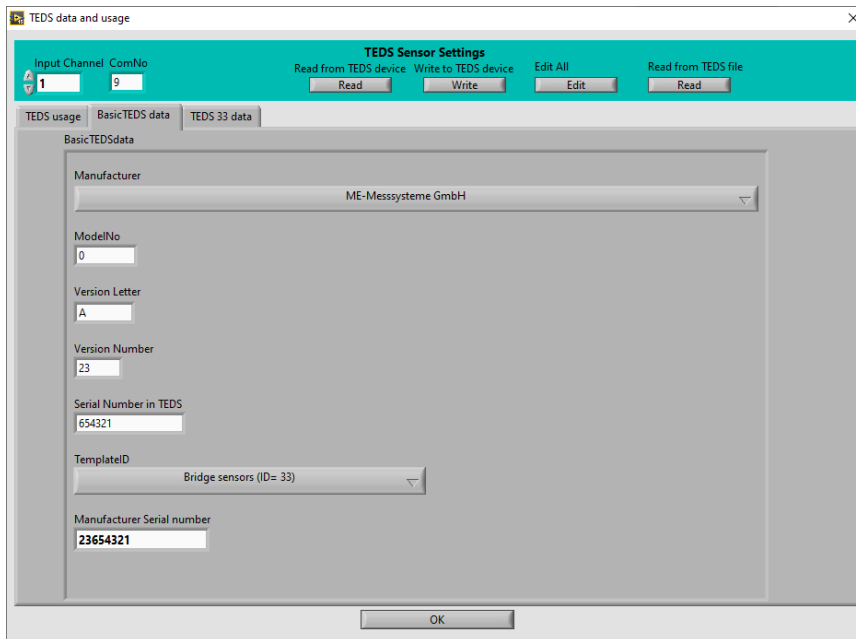 TEDS data and usage
TEDS Sensor Settings
Input Channel ComNo
Read from TEDS device Write to TEDS device Edit All Read from TEDS file
1 9 Read Write Edit Read
TEDS usage BasicTEDS data TEDS 33 data
BasicTEDSdata
Manufacturer
ME-Messsysteme GmbH
ModelNo
0
Version Letter
A
Version Number
23
Serial Number in TEDS
654321
TemplateID
Bridge sensors (ID= 33)
Manufacturer Serial number
23654321
OK